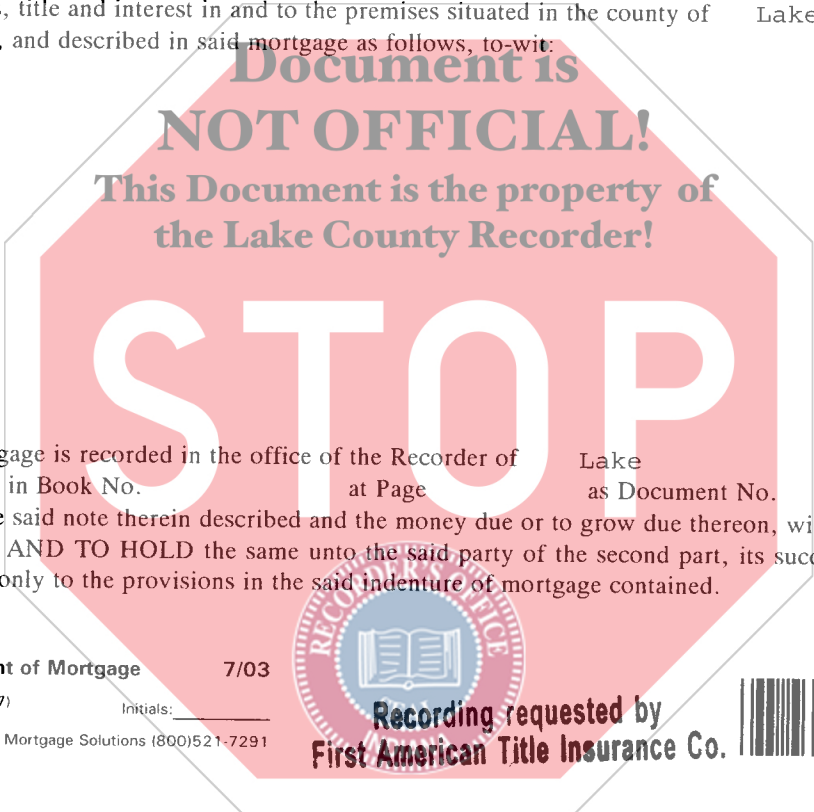 , title and interest in and to the premises situated in the county of Lake
, and described in said mortgage as follows, to-wit:
Document is
NOT OFFICIAL!
This Document is the property of
the Lake County Recorder!
STOP
gage is recorded in the office of the Recorder of Lake
in Book No. at Page as Document No.
said note therein described and the money due or to grow due thereon, wi
AND TO HOLD the same unto the said party of the second part, its succ
only to the provisions in the said indenture of mortgage contained.
RECORDER'S OFFICE
nt of Mortgage 7/03
7) Initials:
Mortgage Solutions (800)521-7291
Recording requested by
First American Title Insurance Co.